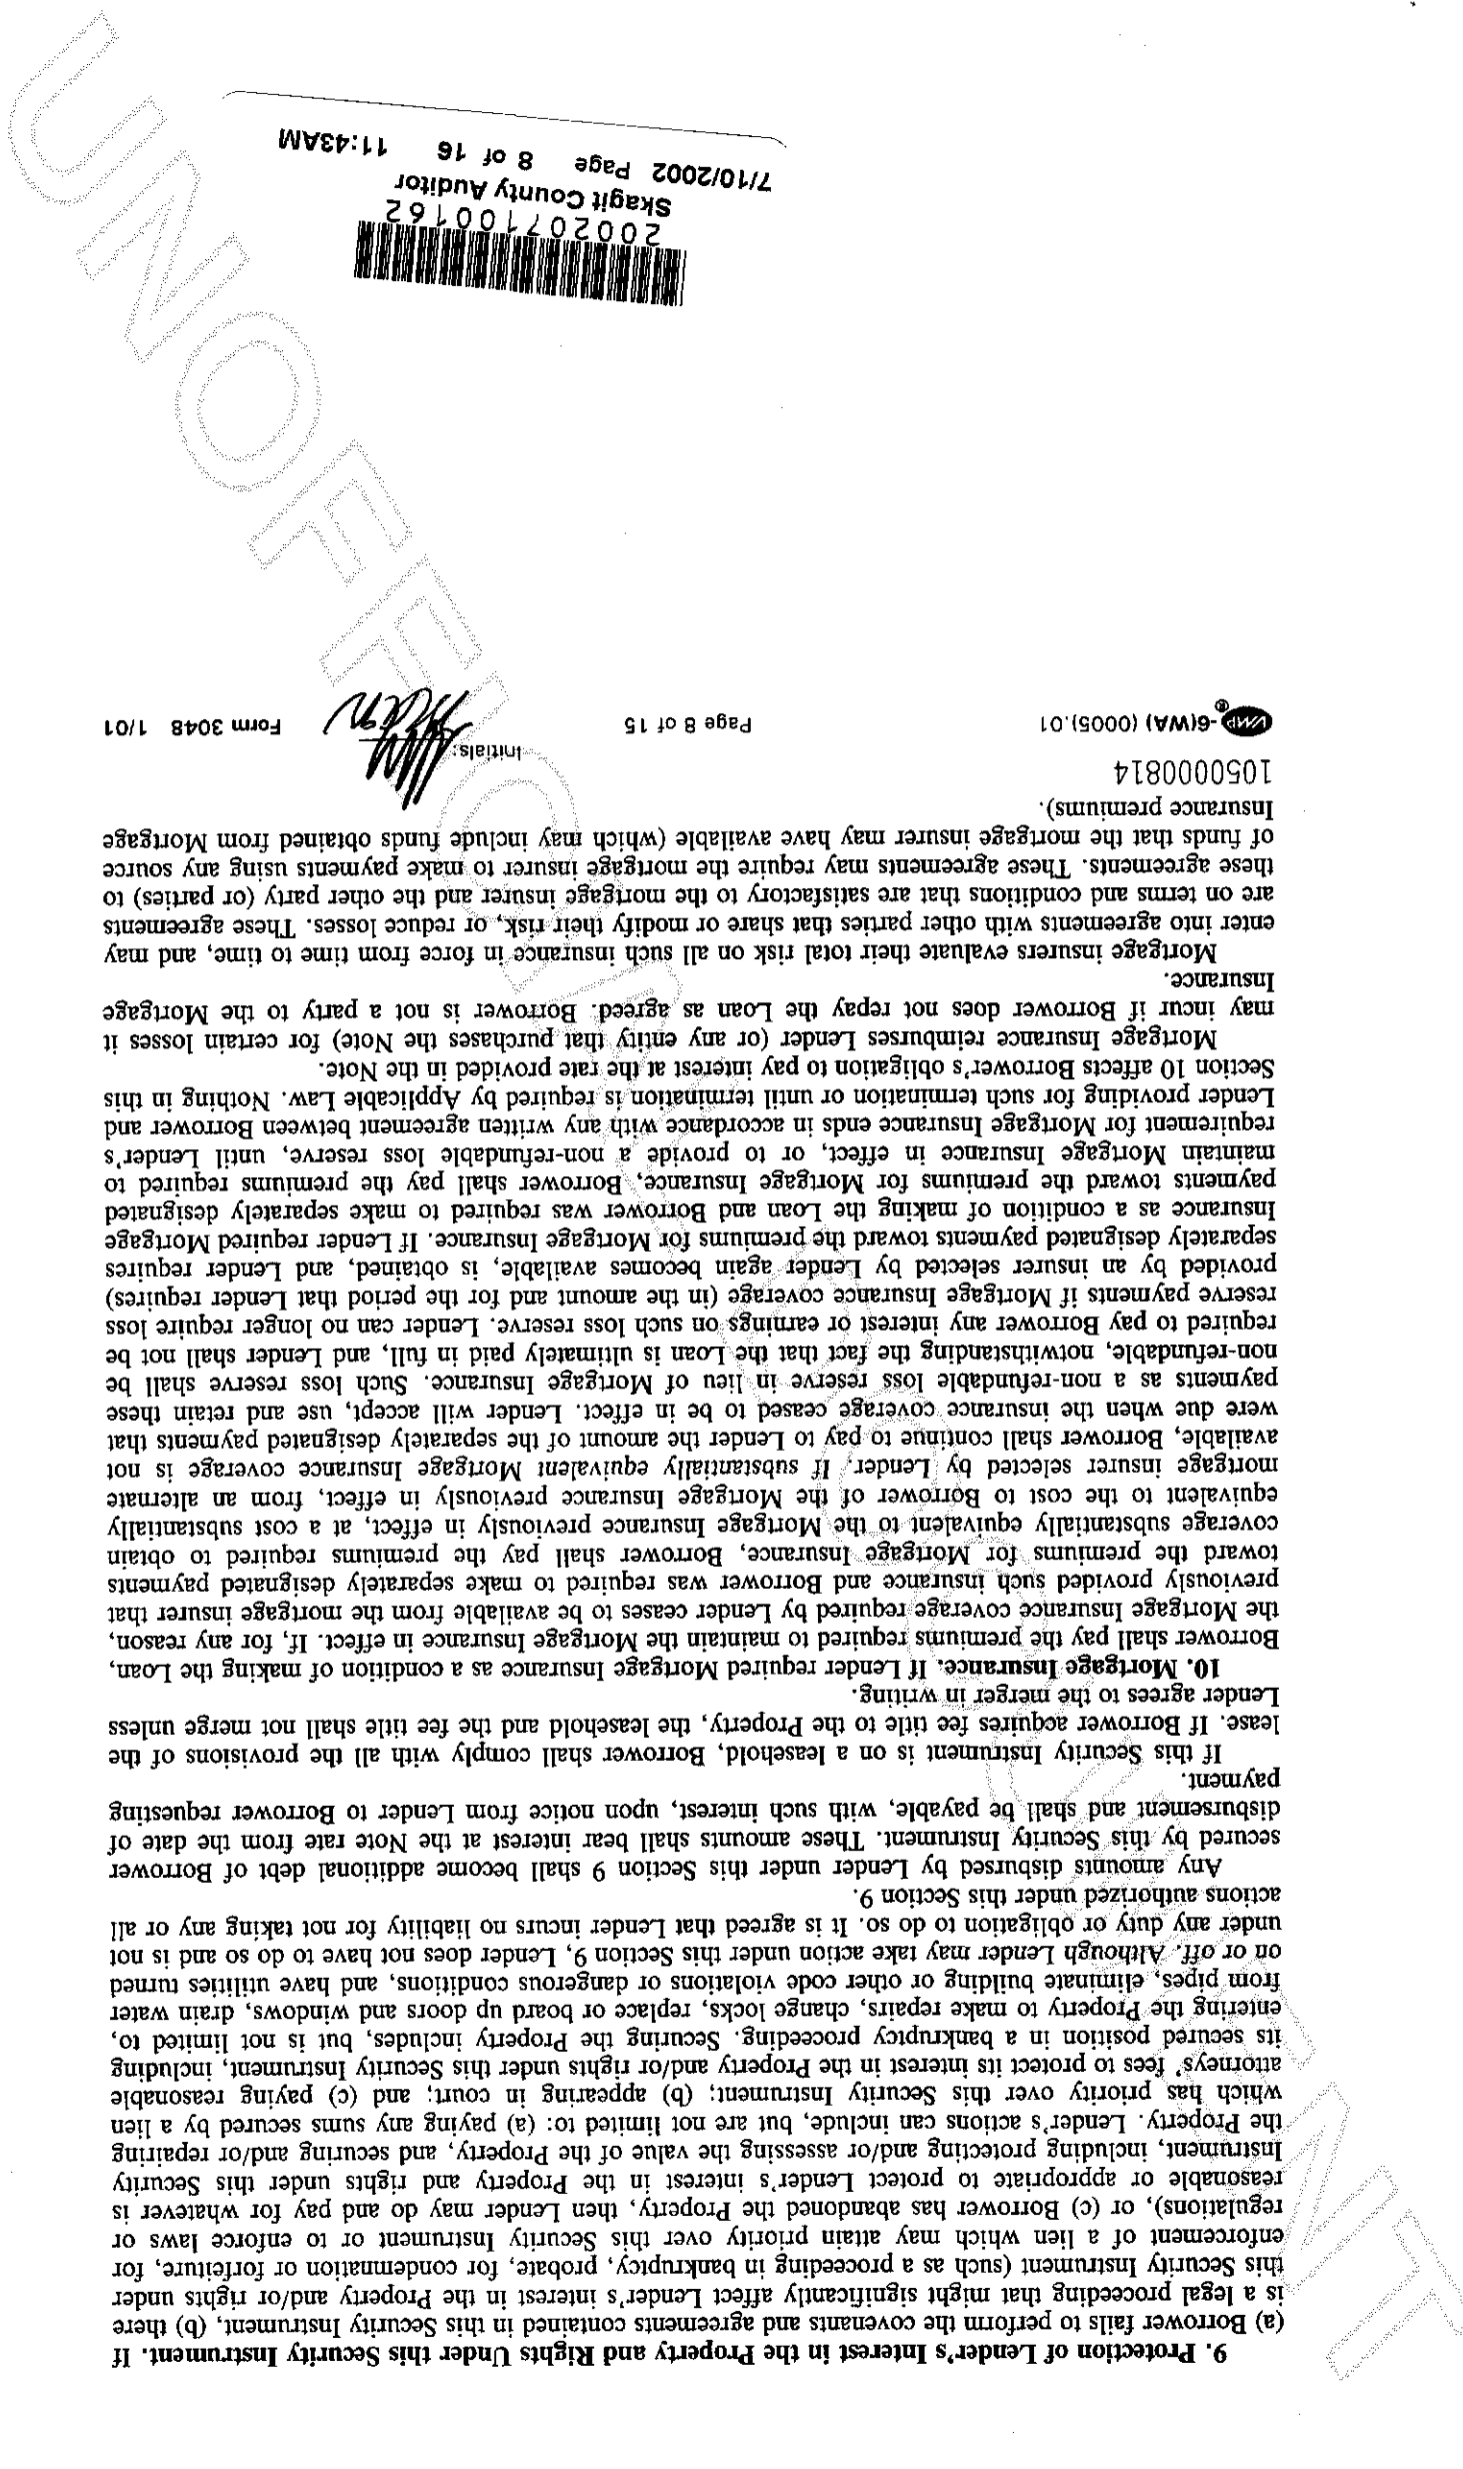 9. Protection of Lender's Interest in the Property and Rights Under this Security Instrument. If
(a) Borrower fails to perform the covenants and agreements contained in this Security Instrument, (b) there
is a legal proceeding that might significantly affect Lender's interest in the Property and/or rights under
this Security Instrument (such as a proceeding in bankruptcy, probate, for condemnation or forfeiture, for
enforcement of a lien which may attain priority over this Security Instrument or to enforce laws or
regulations), or (c) Borrower has abandoned the Property, then Lender may do and pay for whatever is
reasonable or appropriate to protect Lender's interest in the Property and rights under this Security
Instrument, including protecting and/or assessing the value of the Property, and securing and/or repairing
the Property. Lender's actions can include, but are not limited to: (a) paying any sums secured by a lien
which has priority over this Security Instrument; (b) appearing in court; and (c) paying reasonable
attorneys' fees to protect its interest in the Property and/or rights under this Security Instrument, including
its secured position in a bankruptcy proceeding. Securing the Property includes, but is not limited to,
entering the Property to make repairs, change locks, replace or board up doors and windows, drain water
from pipes, eliminate building or other code violations or dangerous conditions, and have utilities turned
on or off. Although Lender may take action under this Section 9, Lender does not have to do so and is not
under any duty or obligation to do so. It is agreed that Lender incurs no liability for not taking any or all
actions authorized under this Section 9.
Any amounts disbursed by Lender under this Section 9 shall become additional debt of Borrower
secured by this Security Instrument. These amounts shall bear interest at the Note rate from the date of
disbursement and shall be payable, with such interest, upon notice from Lender to Borrower requesting
payment.
If this Security Instrument is on a leasehold, Borrower shall comply with all the provisions of the
lease. If Borrower acquires fee title to the Property, the leasehold and the fee title shall not merge unless
Lender agrees to the merger in writing.
10. Mortgage Insurance. If Lender required Mortgage Insurance as a condition of making the Loan,
Borrower shall pay the premiums required to maintain the Mortgage Insurance in effect. If, for any reason,
the Mortgage Insurance coverage required by Lender ceases to be available from the mortgage insurer that
previously provided such insurance and Borrower was required to make separately designated payments
toward the premiums for Mortgage Insurance, Borrower shall pay the premiums required to obtain
coverage substantially equivalent to the Mortgage Insurance previously in effect, at a cost substantially
equivalent to the cost to Borrower of the Mortgage Insurance previously in effect, from an alternate
mortgage insurer selected by Lender. If substantially equivalent Mortgage Insurance coverage is not
available, Borrower shall continue to pay to Lender the amount of the separately designated payments that
were due when the insurance coverage ceased to be in effect. Lender will accept, use and retain these
payments as a non-refundable loss reserve in lieu of Mortgage Insurance. Such loss reserve shall be
non-refundable, notwithstanding the fact that the Loan is ultimately paid in full, and Lender shall not be
required to pay Borrower any interest or earnings on such loss reserve. Lender can no longer require loss
reserve payments if Mortgage Insurance coverage (in the amount and for the period that Lender requires)
provided by an insurer selected by Lender again becomes available, is obtained, and Lender requires
separately designated payments toward the premiums for Mortgage Insurance. If Lender required Mortgage
Insurance as a condition of making the Loan and Borrower was required to make separately designated
payments toward the premiums for Mortgage Insurance, Borrower shall pay the premiums required to
maintain Mortgage Insurance in effect, or to provide a non-refundable loss reserve, until Lender's
requirement for Mortgage Insurance ends in accordance with any written agreement between Borrower and
Lender providing for such termination or until termination is required by Applicable Law. Nothing in this
Section 10 affects Borrower's obligation to pay interest at the rate provided in the Note.
Mortgage Insurance reimburses Lender (or any entity that purchases the Note) for certain losses it
may incur if Borrower does not repay the Loan as agreed. Borrower is not a party to the Mortgage
Insurance.
Mortgage insurers evaluate their total risk on all such insurance in force from time to time, and may
enter into agreements with other parties that share or modify their risk, or reduce losses. These agreements
are on terms and conditions that are satisfactory to the mortgage insurer and the other party (or parties) to
these agreements. These agreements may require the mortgage insurer to make payments using any source
of funds that the mortgage insurer may have available (which may include funds obtained from Mortgage
Insurance premiums).
1050000814
VMP®-6(WA) (0005).01 Page 8 of 15 Initials: Form 3048 1/01
200207100162
Skagit County Auditor
7/10/2002 Page 8 of 16 11:43AM
UNOFFICIAL DOCUMENT